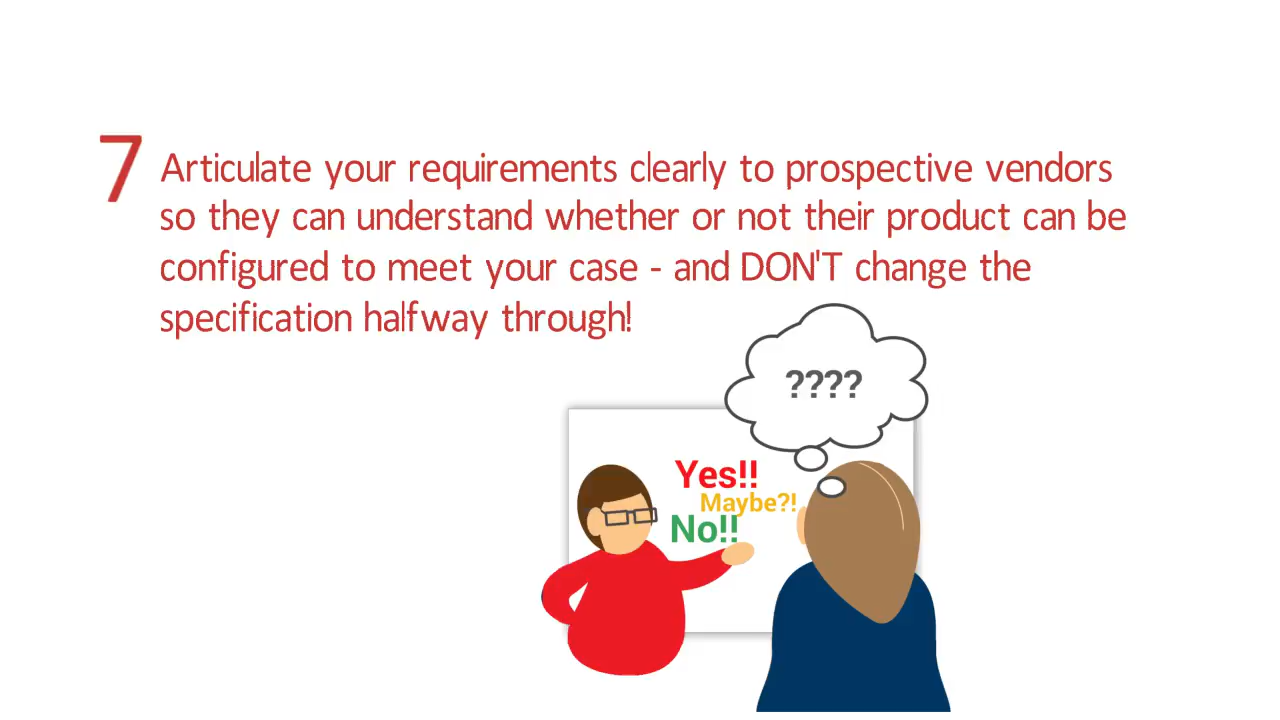 7 Articulate your requirements clearly to prospective vendors
so they can understand whether or not their product can be
configured to meet your case - and DON'T change the
specification halfway through!
????
Yes!!
Maybe?!
No!!